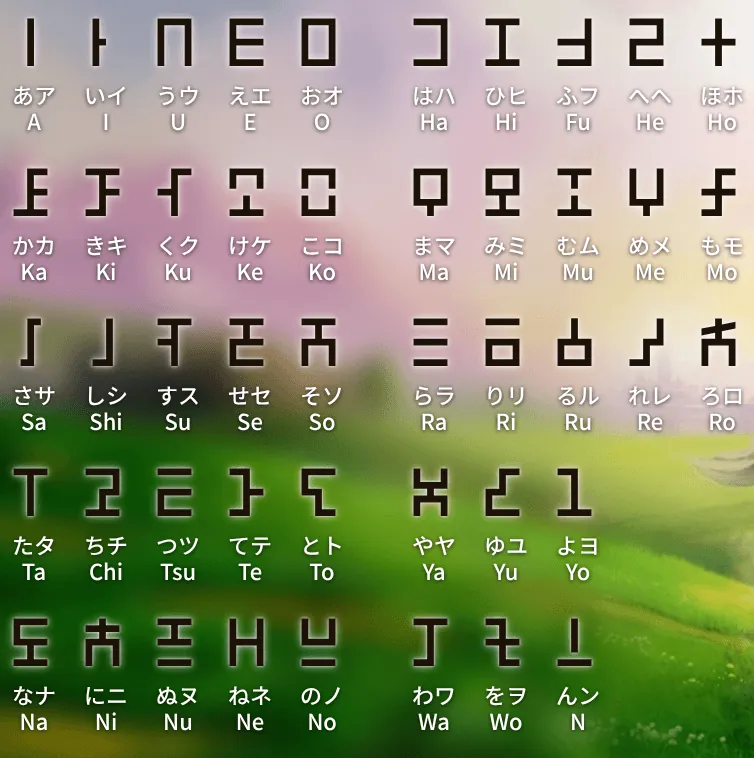 あア いイ うウ えエ おオ はハ ひヒ ふフ へヘ ほホ
A I U E O Ha Hi Fu He Ho
かカ きキ くク けケ こコ まマ みミ むム めメ もモ
Ka Ki Ku Ke Ko Ma Mi Mu Me Mo
さサ しシ すス せセ そソ らラ りリ るル れレ ろロ
Sa Shi Su Se So Ra Ri Ru Re Ro
たタ ちチ つツ てテ とト やヤ ゆユ よヨ
Ta Chi Tsu Te To Ya Yu Yo
なナ にニ ぬヌ ねネ のノ わワ をヲ んン
Na Ni Nu Ne No Wa Wo N